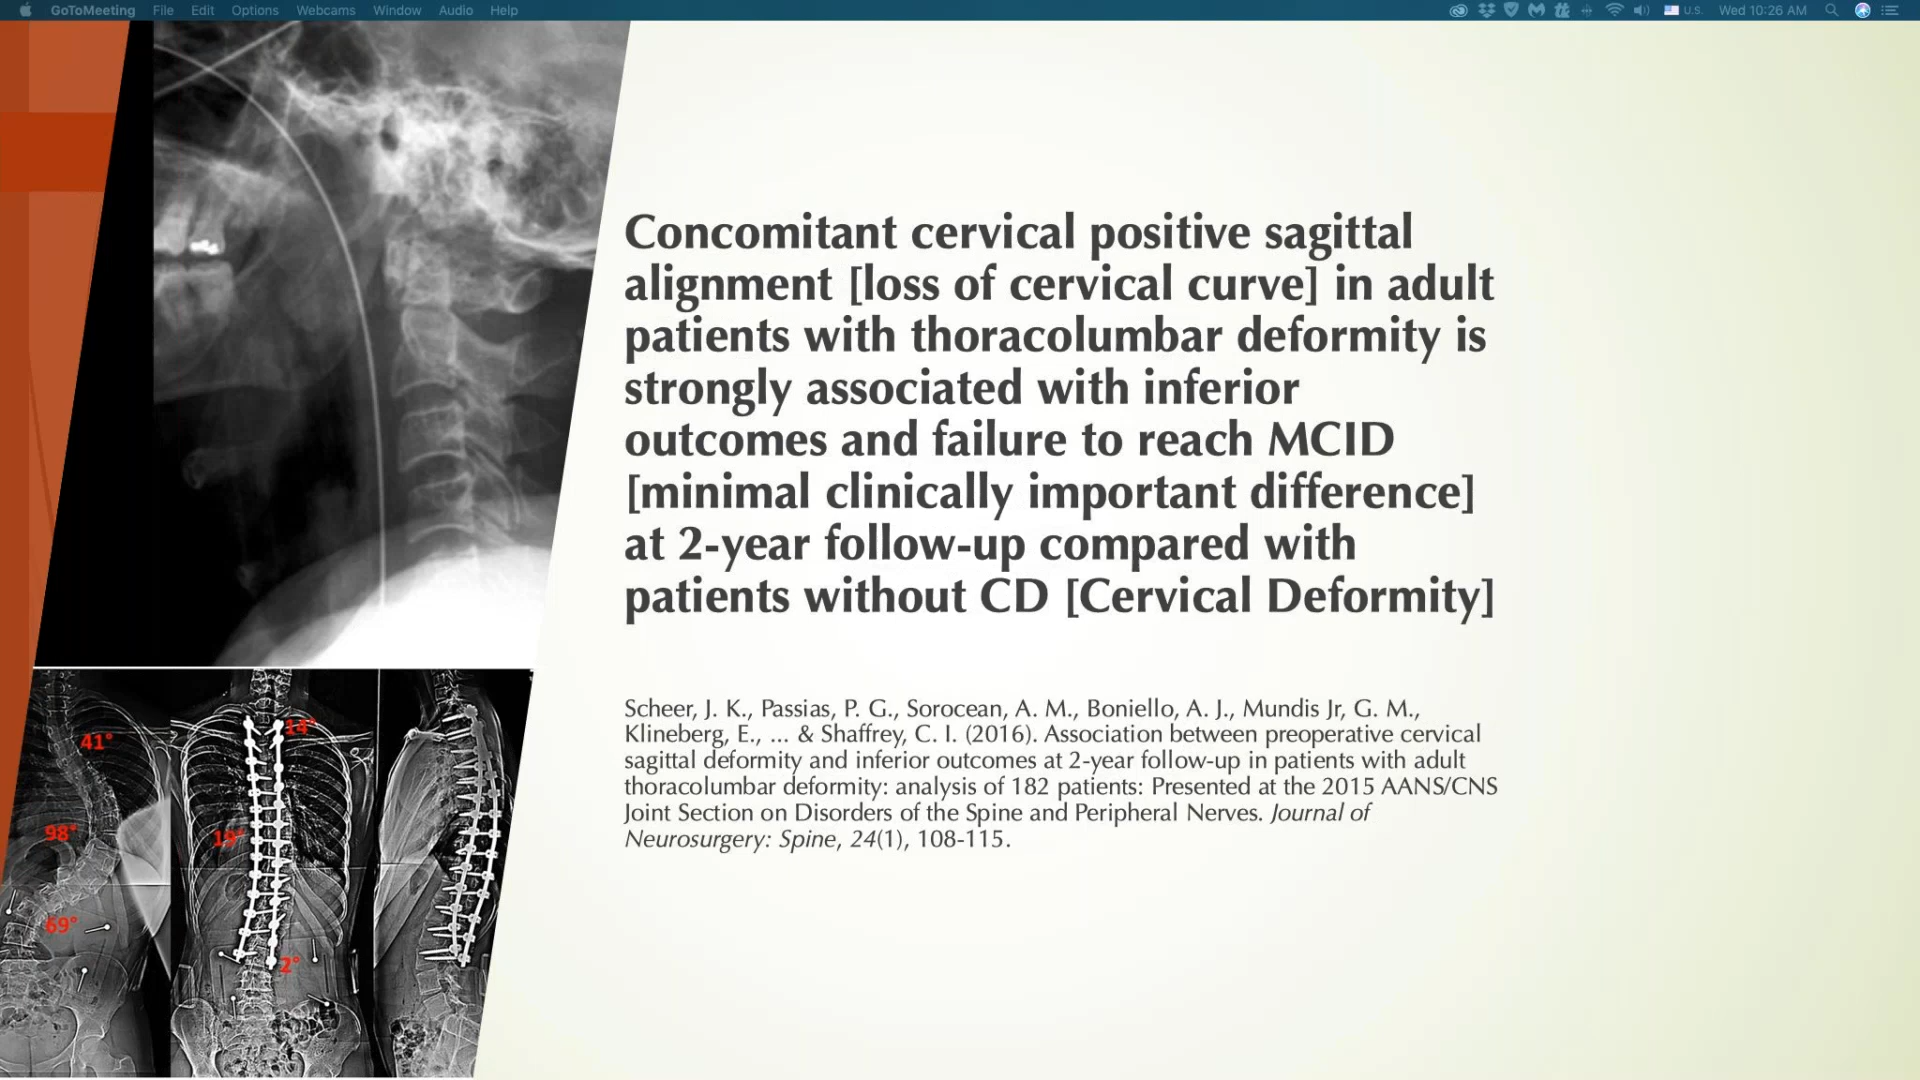 GoToMeeting File Edit Options Webcams Window Audio Help U.S. Wed 10:26 AM
Concomitant cervical positive sagittal
alignment [loss of cervical curve] in adult
patients with thoracolumbar deformity is
strongly associated with inferior
outcomes and failure to reach MCID
[minimal clinically important difference]
at 2-year follow-up compared with
patients without CD [Cervical Deformity]
Scheer, J. K., Passias, P. G., Sorocean, A. M., Boniello, A. J., Mundis Jr, G. M.,
Klineberg, E., ... & Shaffrey, C. I. (2016). Association between preoperative cervical
sagittal deformity and inferior outcomes at 2-year follow-up in patients with adult
thoracolumbar deformity: analysis of 182 patients: Presented at the 2015 AANS/CNS
Joint Section on Disorders of the Spine and Peripheral Nerves. Journal of
Neurosurgery: Spine, 24(1), 108-115.
41°
98°
69°
14°
19°
2°